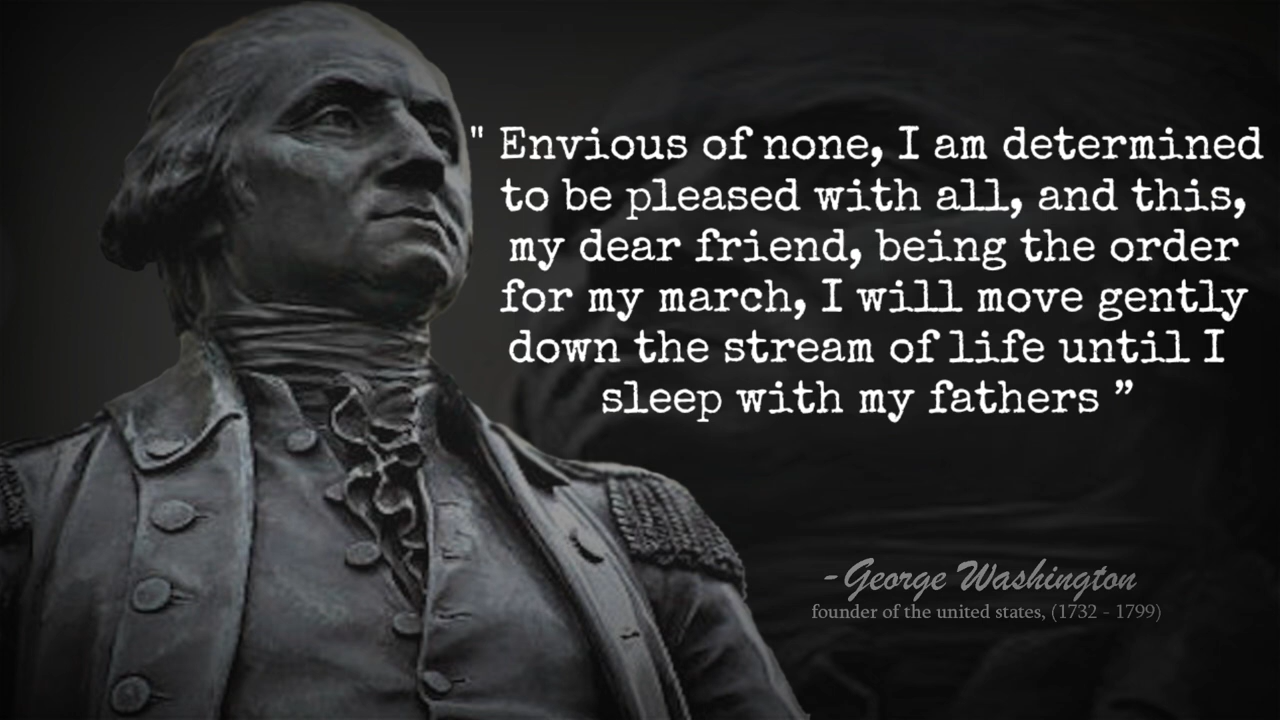 " Envious of none, I am determined
to be pleased with all, and this,
my dear friend, being the order
for my march, I will move gently
down the stream of life until I
sleep with my fathers ”
-George Washington
founder of the united states, (1732 - 1799)